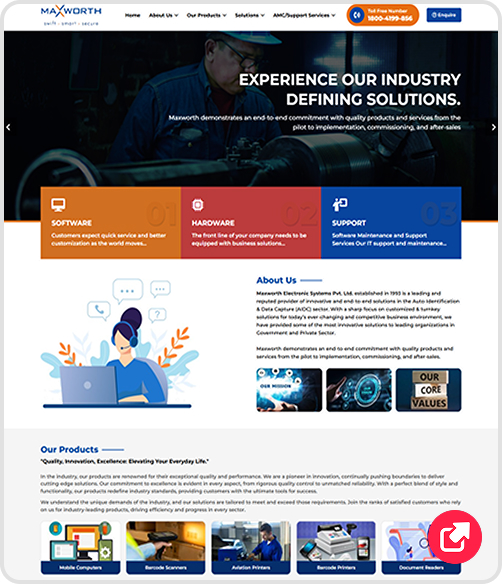 MAXWORTH
swift - smart - secure
Home
About Us
Our Products
Solutions
AMC/Support Services
Toll Free Number
1800-4199-856
Enquire
EXPERIENCE OUR INDUSTRY
DEFINING SOLUTIONS.
Maxworth demonstrates an end-to-end commitment with quality products and services from the
pilot to implementation, commissioning, and after-sales
01
SOFTWARE
Customers expect quick service and better
customization as the world moves...
02
HARDWARE
The front line of your company needs to be
equipped with business solutions...
03
SUPPORT
Software Maintenance and Support
Services Our IT support and maintenance...
About Us
Maxworth Electronic Systems Pvt. Ltd. established in 1993 is a leading and
reputed provider of innovative and end-to-end solutions in the Auto Identification
& Data Capture (AIDC) sector. With a sharp focus on customized & turnkey
solutions for today's ever changing and competitive business environment, we
have provided some of the most innovative solutions to leading organizations in
Government and Private Sector.
Maxworth demonstrates an end-to-end commitment with quality products and
services from the pilot to implementation, commissioning, and after-sales.
OUR MISSION
OUR
CORE
VALUES
Our Products
"Quality, Innovation, Excellence: Elevating Your Everyday Life."
In the industry, our products are renowned for their exceptional quality and performance. We are a pioneer in innovation, continually pushing boundaries to deliver
cutting-edge solutions. Our commitment to excellence is evident in every aspect, from rigorous quality control to unmatched reliability. With a perfect blend of style and
functionality, our products redefine industry standards, providing customers with the ultimate tools for success.
We understand the unique demands of the industry, and our solutions are tailored to meet and exceed those requirements. Join the ranks of satisfied customers who rely
on us for industry-leading products, driving efficiency and progress in every sector.
Mobile Computers
Barcode Scanners
Aviation Printers
Barcode Printers
Document Readers